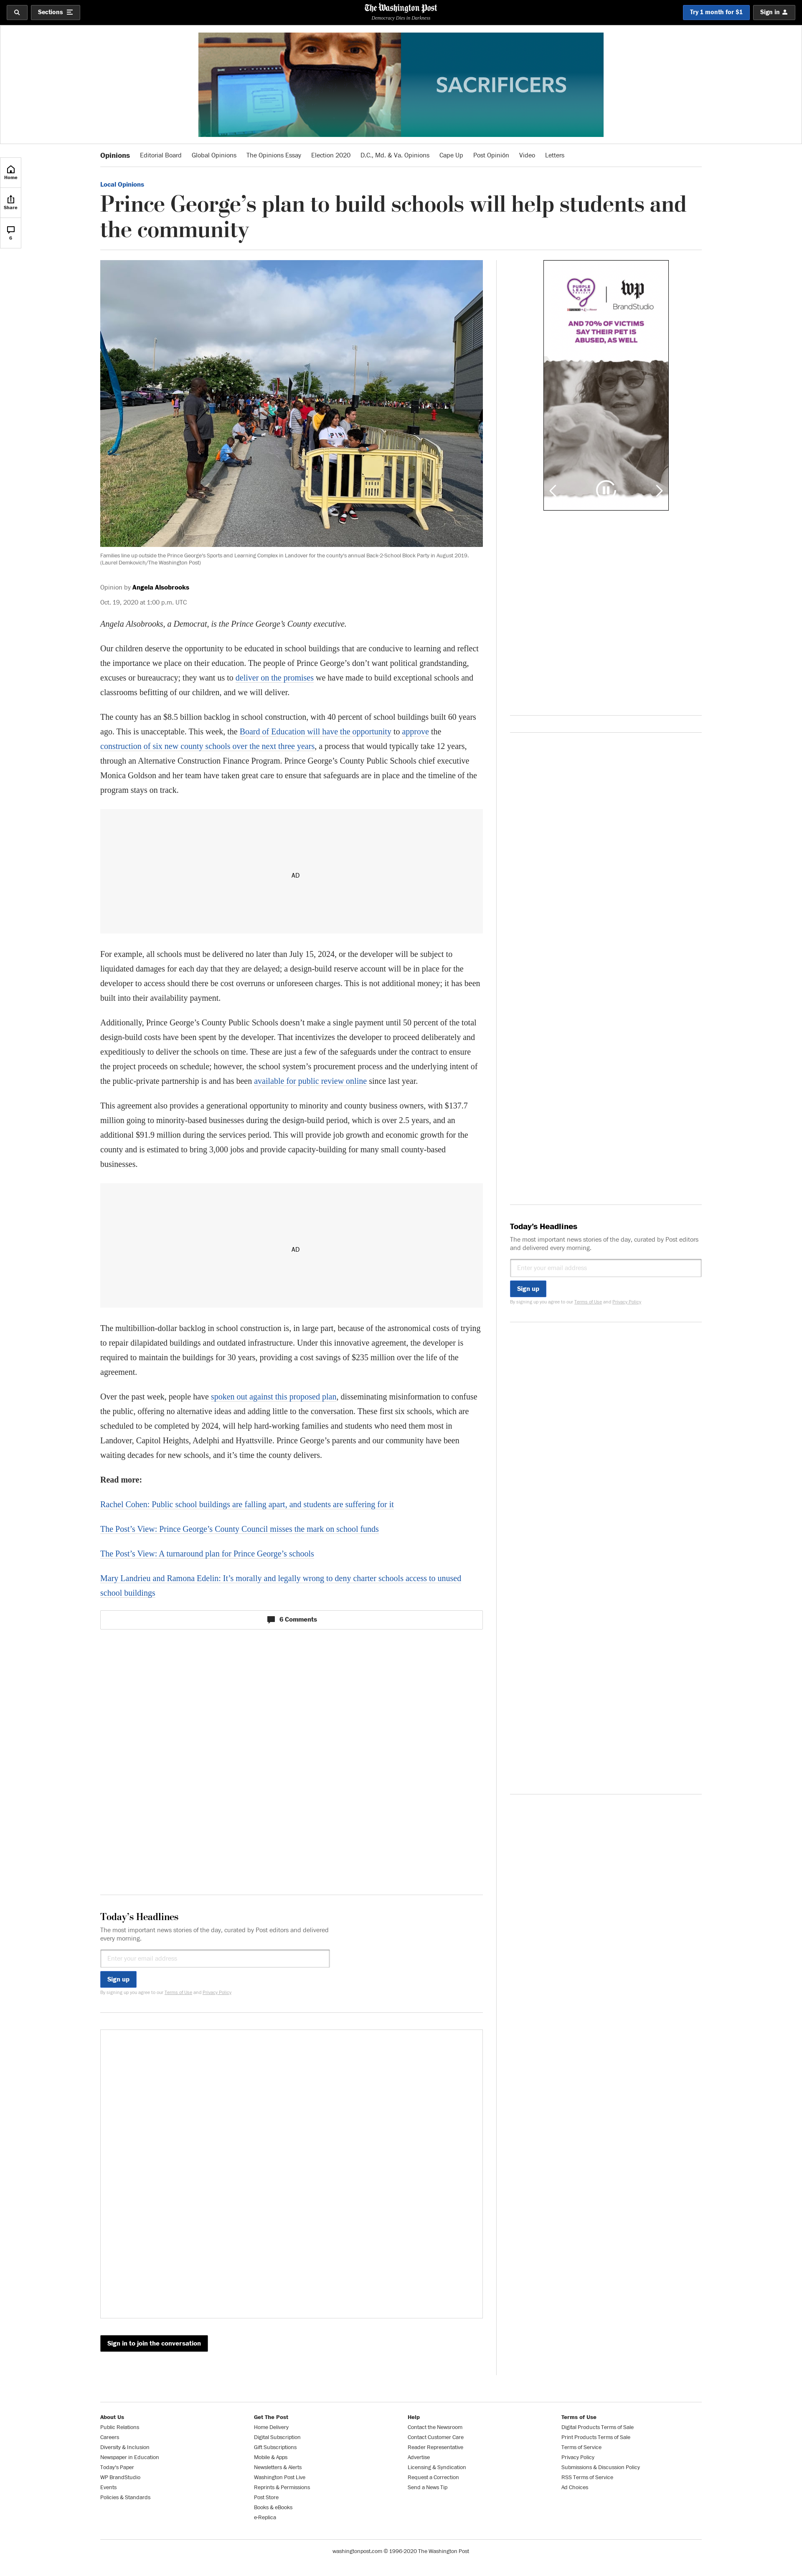 Sections
The Washington Post
Democracy Dies in Darkness
Try 1 month for $1
Sign in
SACRIFICERS
Opinions
Editorial Board
Global Opinions
The Opinions Essay
Election 2020
D.C., Md. & Va. Opinions
Cape Up
Post Opinión
Video
Letters
Home
Share
6
Local Opinions
Prince George’s plan to build schools will help students and
the community
PURPLE
LEASH
wp
BrandStudio
AND 70% OF VICTIMS
SAY THEIR PET IS
ABUSED, AS WELL
Families line up outside the Prince George's Sports and Learning Complex in Landover for the county's annual Back-2-School Block Party in August 2019.
(Laurel Demkovich/The Washington Post)
Opinion by Angela Alsobrooks
Oct. 19, 2020 at 1:00 p.m. UTC
Angela Alsobrooks, a Democrat, is the Prince George’s County executive.
Our children deserve the opportunity to be educated in school buildings that are conducive to learning and reflect
the importance we place on their education. The people of Prince George’s don’t want political grandstanding,
excuses or bureaucracy; they want us to deliver on the promises we have made to build exceptional schools and
classrooms befitting of our children, and we will deliver.
The county has an $8.5 billion backlog in school construction, with 40 percent of school buildings built 60 years
ago. This is unacceptable. This week, the Board of Education will have the opportunity to approve the
construction of six new county schools over the next three years, a process that would typically take 12 years,
through an Alternative Construction Finance Program. Prince George’s County Public Schools chief executive
Monica Goldson and her team have taken great care to ensure that safeguards are in place and the timeline of the
program stays on track.
AD
For example, all schools must be delivered no later than July 15, 2024, or the developer will be subject to
liquidated damages for each day that they are delayed; a design-build reserve account will be in place for the
developer to access should there be cost overruns or unforeseen charges. This is not additional money; it has been
built into their availability payment.
Additionally, Prince George’s County Public Schools doesn’t make a single payment until 50 percent of the total
design-build costs have been spent by the developer. That incentivizes the developer to proceed deliberately and
expeditiously to deliver the schools on time. These are just a few of the safeguards under the contract to ensure
the project proceeds on schedule; however, the school system’s procurement process and the underlying intent of
the public-private partnership is and has been available for public review online since last year.
This agreement also provides a generational opportunity to minority and county business owners, with $137.7
million going to minority-based businesses during the design-build period, which is over 2.5 years, and an
additional $91.9 million during the services period. This will provide job growth and economic growth for the
county and is estimated to bring 3,000 jobs and provide capacity-building for many small county-based
businesses.
AD
The multibillion-dollar backlog in school construction is, in large part, because of the astronomical costs of trying
to repair dilapidated buildings and outdated infrastructure. Under this innovative agreement, the developer is
required to maintain the buildings for 30 years, providing a cost savings of $235 million over the life of the
agreement.
Over the past week, people have spoken out against this proposed plan, disseminating misinformation to confuse
the public, offering no alternative ideas and adding little to the conversation. These first six schools, which are
scheduled to be completed by 2024, will help hard-working families and students who need them most in
Landover, Capitol Heights, Adelphi and Hyattsville. Prince George’s parents and our community have been
waiting decades for new schools, and it’s time the county delivers.
Read more:
Rachel Cohen: Public school buildings are falling apart, and students are suffering for it
The Post’s View: Prince George’s County Council misses the mark on school funds
The Post’s View: A turnaround plan for Prince George’s schools
Mary Landrieu and Ramona Edelin: It’s morally and legally wrong to deny charter schools access to unused
school buildings
6 Comments
Today’s Headlines
The most important news stories of the day, curated by Post editors
and delivered every morning.
Enter your email address
Sign up
By signing up you agree to our Terms of Use and Privacy Policy
Today’s Headlines
The most important news stories of the day, curated by Post editors and delivered
every morning.
Enter your email address
Sign up
By signing up you agree to our Terms of Use and Privacy Policy
Sign in to join the conversation
About Us
Public Relations
Careers
Diversity & Inclusion
Newspaper in Education
Today's Paper
WP BrandStudio
Events
Policies & Standards
Get The Post
Home Delivery
Digital Subscription
Gift Subscriptions
Mobile & Apps
Newsletters & Alerts
Washington Post Live
Reprints & Permissions
Post Store
Books & eBooks
e-Replica
Help
Contact the Newsroom
Contact Customer Care
Reader Representative
Advertise
Licensing & Syndication
Request a Correction
Send a News Tip
Terms of Use
Digital Products Terms of Sale
Print Products Terms of Sale
Terms of Service
Privacy Policy
Submissions & Discussion Policy
RSS Terms of Service
Ad Choices
washingtonpost.com © 1996-2020 The Washington Post